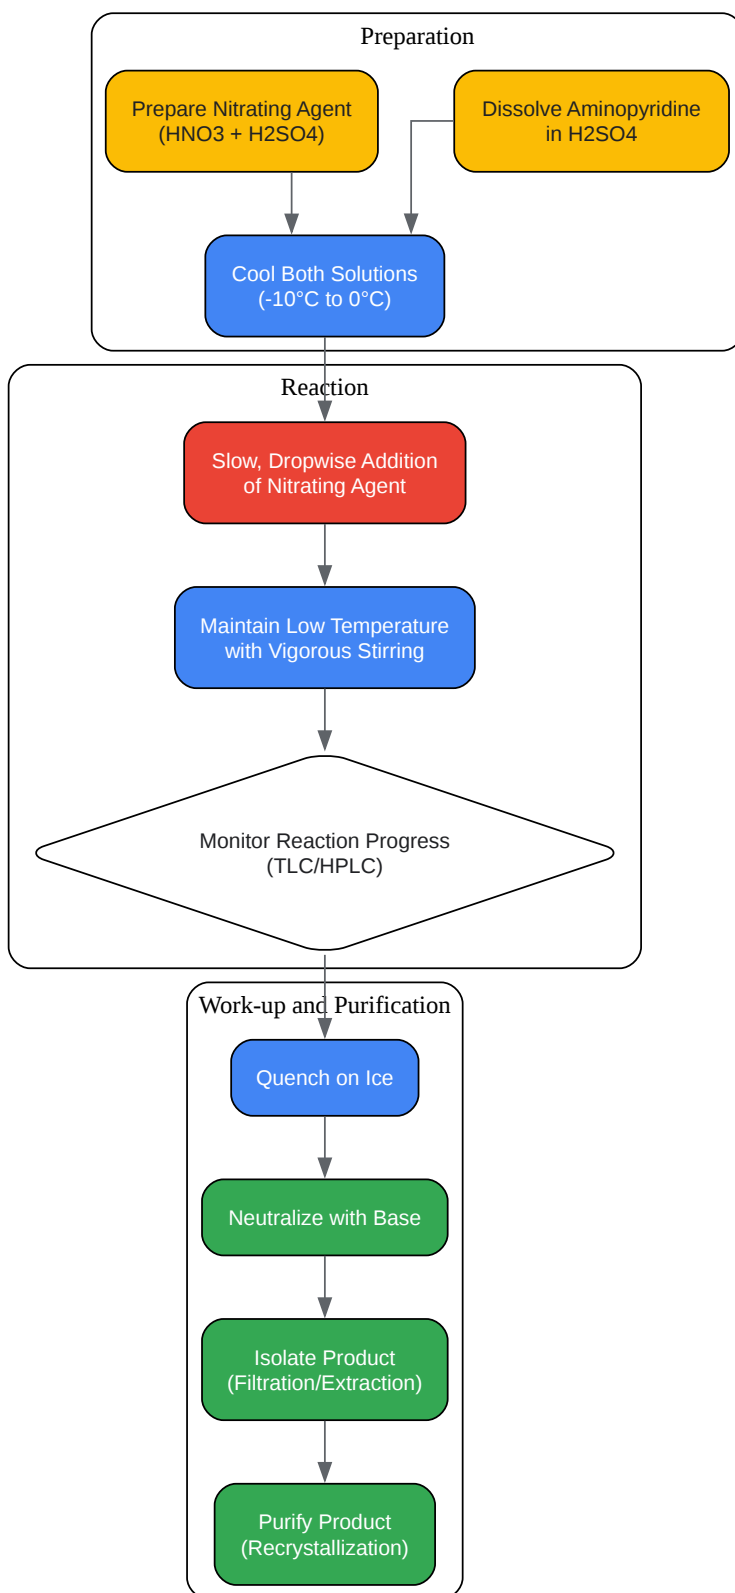 Preparation
Prepare Nitrating Agent
(HNO3 + H2SO4)
Dissolve Aminopyridine
in H2SO4
Cool Both Solutions
(-10°C to 0°C)
Reaction
Slow, Dropwise Addition
of Nitrating Agent
Maintain Low Temperature
with Vigorous Stirring
Monitor Reaction Progress
(TLC/HPLC)
Work-up and Purification
Quench on Ice
Neutralize with Base
Isolate Product
(Filtration/Extraction)
Purify Product
(Recrystallization)